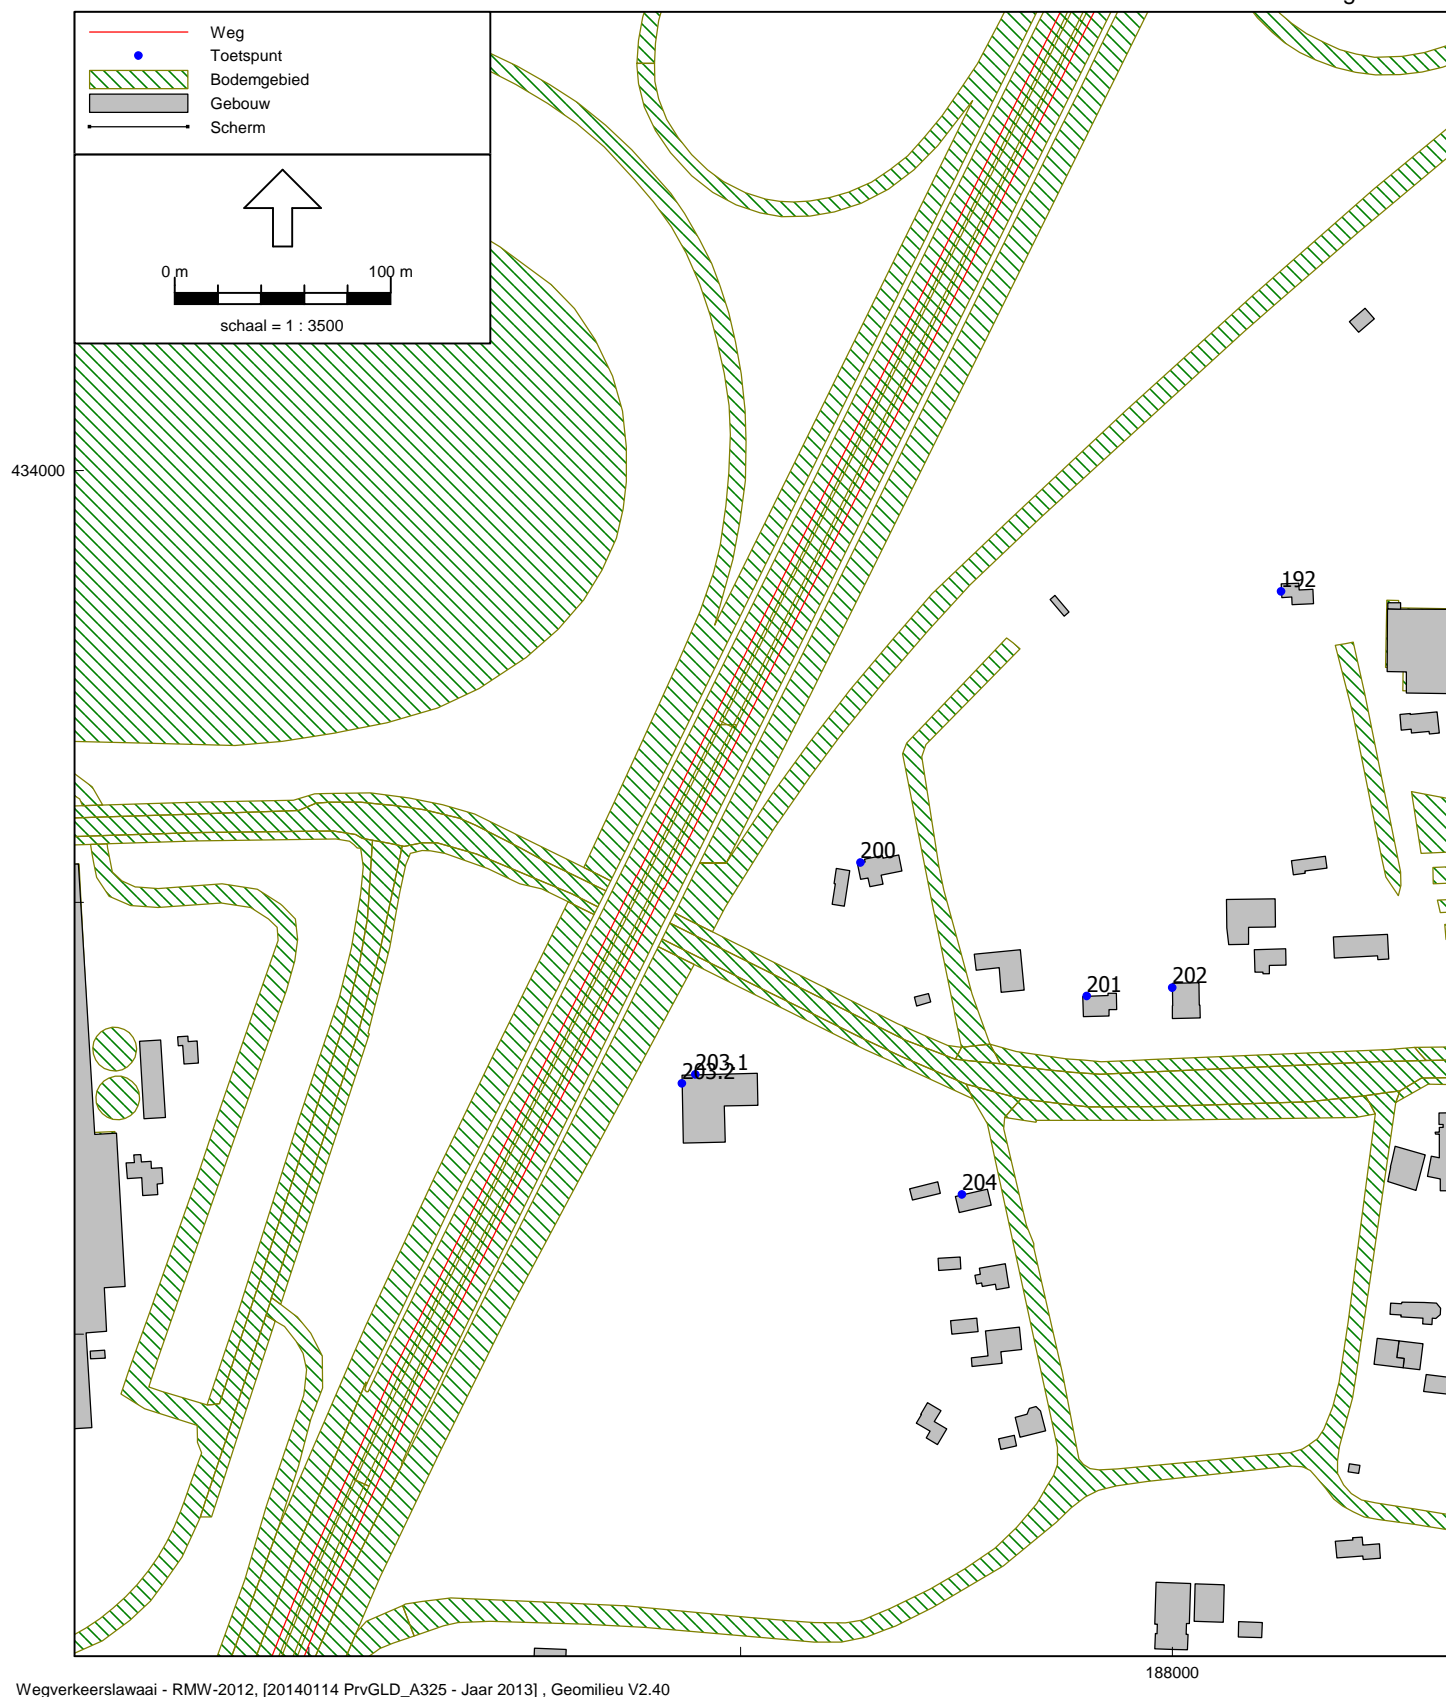 g
Weg
Toetspunt
Bodemgebied
Gebouw
Scherm
0 m 100 m
schaal = 1 : 3500
434000
192
200
201
202
203.1
203.2
204
188000
Wegverkeerslawaai - RMW-2012, [20140114 PrvGLD_A325 - Jaar 2013] , Geomilieu V2.40